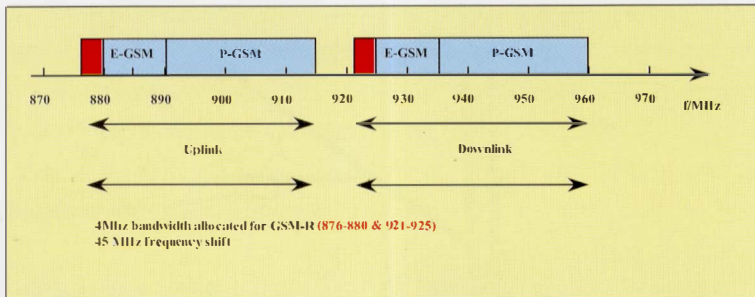 E-GSM P-GSM E-GSM P-GSM
870 880 890 900 910 920 930 940 950 960 970 f/MHz
Uplink Downlink
4Mhz bandwidth allocated for GSM-R (876-880 & 921-925)
45 MHz frequency shift